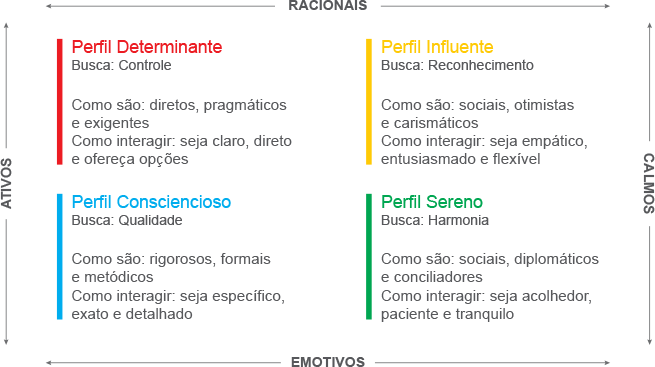 RACIONAIS
Perfil Determinante
Busca: Controle
Como são: diretos, pragmáticos
e exigentes
Como interagir: seja claro, direto
e ofereça opções
Perfil Influente
Busca: Reconhecimento
Como são: sociais, otimistas
e carismáticos
Como interagir: seja empático,
entusiasmado e flexível
ATIVOS
CALMOS
Perfil Consciencioso
Busca: Qualidade
Como são: rigorosos, formais
e metódicos
Como interagir: seja específico,
exato e detalhado
Perfil Sereno
Busca: Harmonia
Como são: sociais, diplomáticos
e conciliadores
Como interagir: seja acolhedor,
paciente e tranquilo
EMOTIVOS